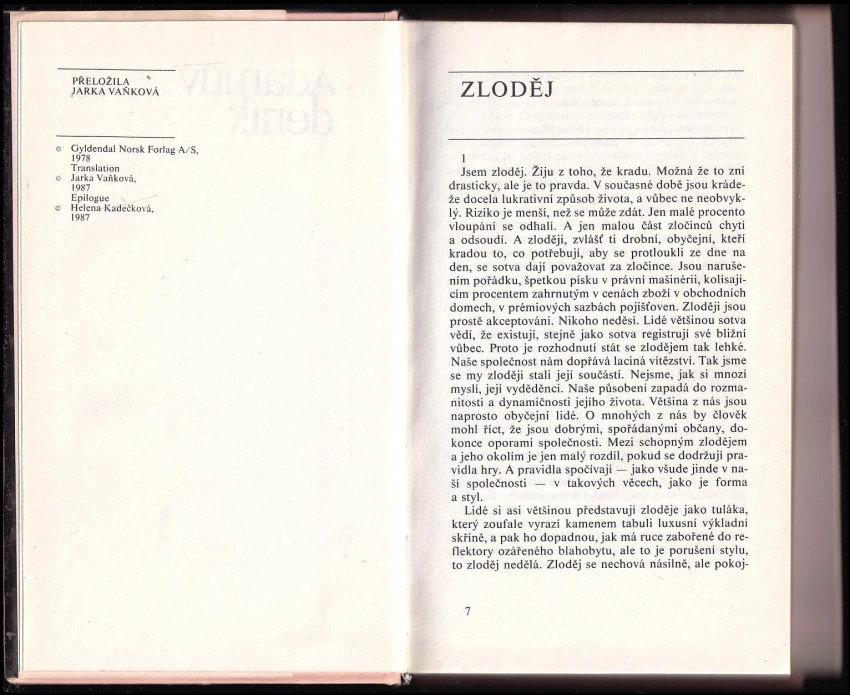 PŘELOŽILA
JARKA VAŇKOVÁ
© Gyldendal Norsk Forlag A/S,
1978
Translation
© Jarka Vaňková,
1987
Epilogue
© Helena Kadečková,
1987
ZLODĚJ
1
Jsem zloděj. Žiju z toho, že kradu. Možná že to zní
drasticky, ale je to pravda. V současné době jsou kráde-
že docela lukrativní způsob života, a vůbec ne neobvyk-
lý. Riziko je menší, než se může zdát. Jen malé procento
vloupání se odhalí. A jen malou část zločinců chytí
a odsoudí. A zloději, zvlášť ti drobní, obyčejní, kteří
kradou to, co potřebují, aby se protloukli ze dne na
den, se sotva dají považovat za zločince. Jsou naruše-
ním pořádku, špetkou písku v právní mašinérii, kolísají-
cím procentem zahrnutým v cenách zboží v obchodních
domech, v prémiových sazbách pojišťoven. Zloději jsou
prostě akceptováni. Nikoho neděsí. Lidé většinou sotva
vědí, že existují, stejně jako sotva registrují své bližní
vůbec. Proto je rozhodnutí stát se zlodějem tak lehké.
Naše společnost nám dopřává laciná vítězství. Tak jsme
se my zloději stali její součástí. Nejsme, jak si mnozí
myslí, její vyděděnci. Naše působení zapadá do rozma-
nitosti a dynamičnosti jejího života. Většina z nás jsou
naprosto obyčejní lidé. O mnohých z nás by člověk
mohl říct, že jsou dobrými, spořádanými občany, do-
konce oporami společnosti. Mezi schopným zlodějem
a jeho okolím je jen malý rozdíl, pokud se dodržují pra-
vidla hry. A pravidla spočívají — jako všude jinde v na-
ší společnosti — v takových věcech, jako je forma
a styl.
Lidé si asi většinou představují zloděje jako tuláka,
který zoufale vyrazí kamenem tabuli luxusní výkladní
skříně, a pak ho dopadnou, jak má ruce zabořené do re-
flektory ozářeného blahobytu, ale to je porušení stylu,
to zloděj nedělá. Zloděj se nechová násilně, ale pokoj-
7